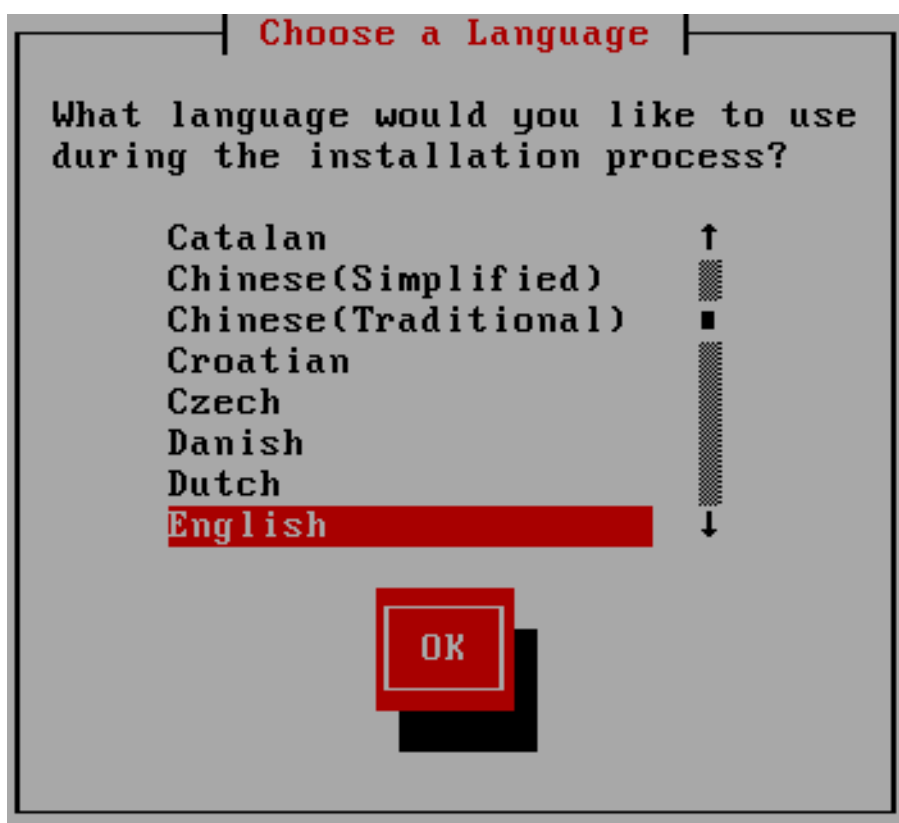 Choose a Language
What language would you like to use
during the installation process?
Catalan
Chinese(Simplified)
Chinese(Traditional)
Croatian
Czech
Danish
Dutch
English
OK